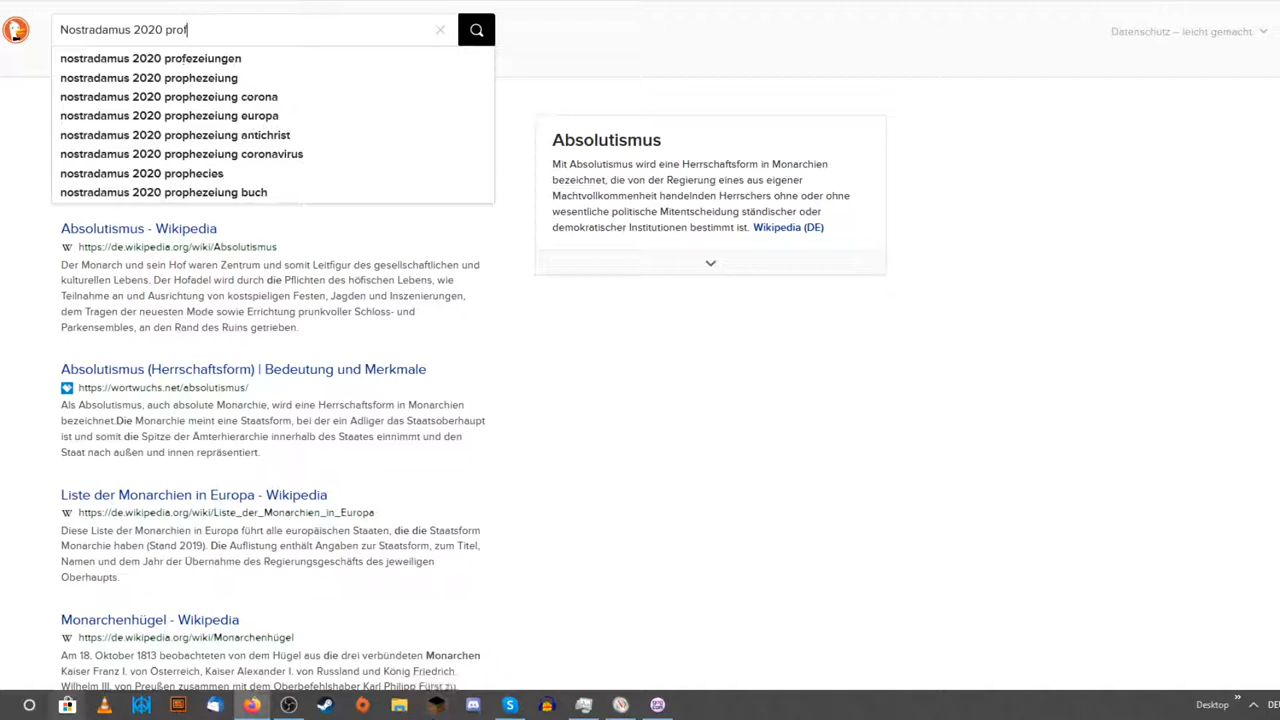 Nostradamus 2020 prof
Datenschutz – leicht gemacht
nostradamus 2020 profezeiungen
nostradamus 2020 prophezeiung
nostradamus 2020 prophezeiung corona
nostradamus 2020 prophezeiung europa
nostradamus 2020 prophezeiung antichrist
nostradamus 2020 prophezeiung coronavirus
nostradamus 2020 prophecies
nostradamus 2020 prophezeiung buch
Absolutismus - Wikipedia
W https://de.wikipedia.org/wiki/Absolutismus
Der Monarch und sein Hof waren Zentrum und somit Leitfigur des gesellschaftlichen und
kulturellen Lebens. Der Hofadel wird durch die Pflichten des höfischen Lebens, wie
Teilnahme an und Ausrichtung von kostspieligen Festen, Jagden und Inszenierungen,
dem Tragen der neuesten Mode sowie Errichtung prunkvoller Schloss- und
Parkensembles, an den Rand des Ruins getrieben.
Absolutismus (Herrschaftsform) | Bedeutung und Merkmale
https://wortwuchs.net/absolutismus/
Als Absolutismus, auch absolute Monarchie, wird eine Herrschaftsform in Monarchien
bezeichnet.Die Monarchie meint eine Staatsform, bei der ein Adliger das Staatsoberhaupt
ist und somit die Spitze der Ämterhierarchie innerhalb des Staates einnimmt und den
Staat nach außen und innen repräsentiert.
Liste der Monarchien in Europa - Wikipedia
W https://de.wikipedia.org/wiki/Liste_der_Monarchien_in_Europa
Diese Liste der Monarchien in Europa führt alle europäischen Staaten, die die Staatsform
Monarchie haben (Stand 2019). Die Auflistung enthält Angaben zur Staatsform, zum Titel,
Namen und dem Jahr der Übernahme des Regierungsgeschäfts des jeweiligen
Oberhaupts.
Monarchenhügel - Wikipedia
W https://de.wikipedia.org/wiki/Monarchenhügel
Am 18. Oktober 1813 beobachteten von dem Hügel aus die drei verbündeten Monarchen
Kaiser Franz I. von Österreich, Kaiser Alexander I. von Russland und König Friedrich
Wilhelm III. von Preußen zusammen mit dem Oberbefehlshaber Karl Philipp Fürst zu
Absolutismus
Mit Absolutismus wird eine Herrschaftsform in Monarchien
bezeichnet, die von der Regierung eines aus eigener
Machtvollkommenheit handelnden Herrschers ohne oder ohne
wesentliche politische Mitentscheidung ständischer oder
demokratischer Institutionen bestimmt ist. Wikipedia (DE)
Desktop